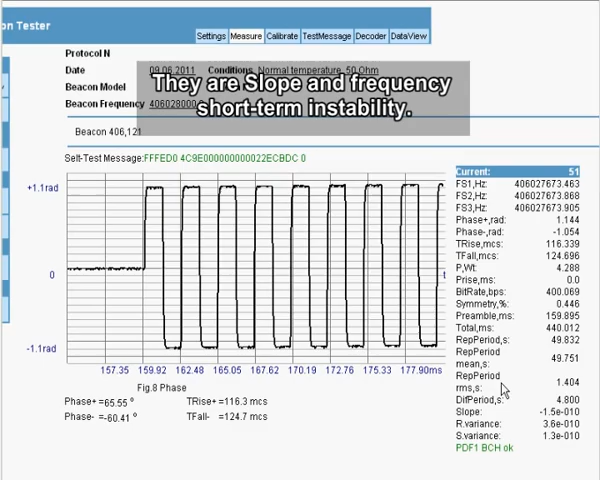 on Tester
Settings Measure Calibrate TestMessage Decoder DataView
Protocol N
Date 09.06.2011 Conditions Normal temperature, 50 Ohm
Beacon Model
Beacon Frequency 406028000
They are Slope and frequency
short-term instability.
Beacon 406,121
Self-Test Message:FFFED0 4C9E00000000022ECBDC 0
+1.1rad
0
-1.1rad
t
157.35 159.92 162.48 165.05 167.62 170.19 172.76 175.33 177.90ms
Fig.8 Phase
Phase+ =65.55 ° TRise+ =116.3 mcs
Phase- =-60.41 ° TFall- =124.7 mcs
Current: 51
FS1,Hz: 406027673.463
FS2,Hz: 406027673.868
FS3,Hz: 406027673.905
Phase+,rad: 1.144
Phase-,rad: -1.054
TRise,mcs: 116.339
TFall,mcs: 124.696
P,Wt: 4.288
Prise,ms: 0.0
BitRate,bps: 400.069
Symmetry,%: 0.446
Preamble,ms: 159.895
Total,ms: 440.012
RepPeriod,s: 49.832
RepPeriod
mean,s: 49.751
RepPeriod
rms,s: 1.404
DifPeriod,s: 4.800
Slope: -1.5e-010
R.variance: 3.6e-010
S.variance: 1.3e-010
PDF1 BCH ok